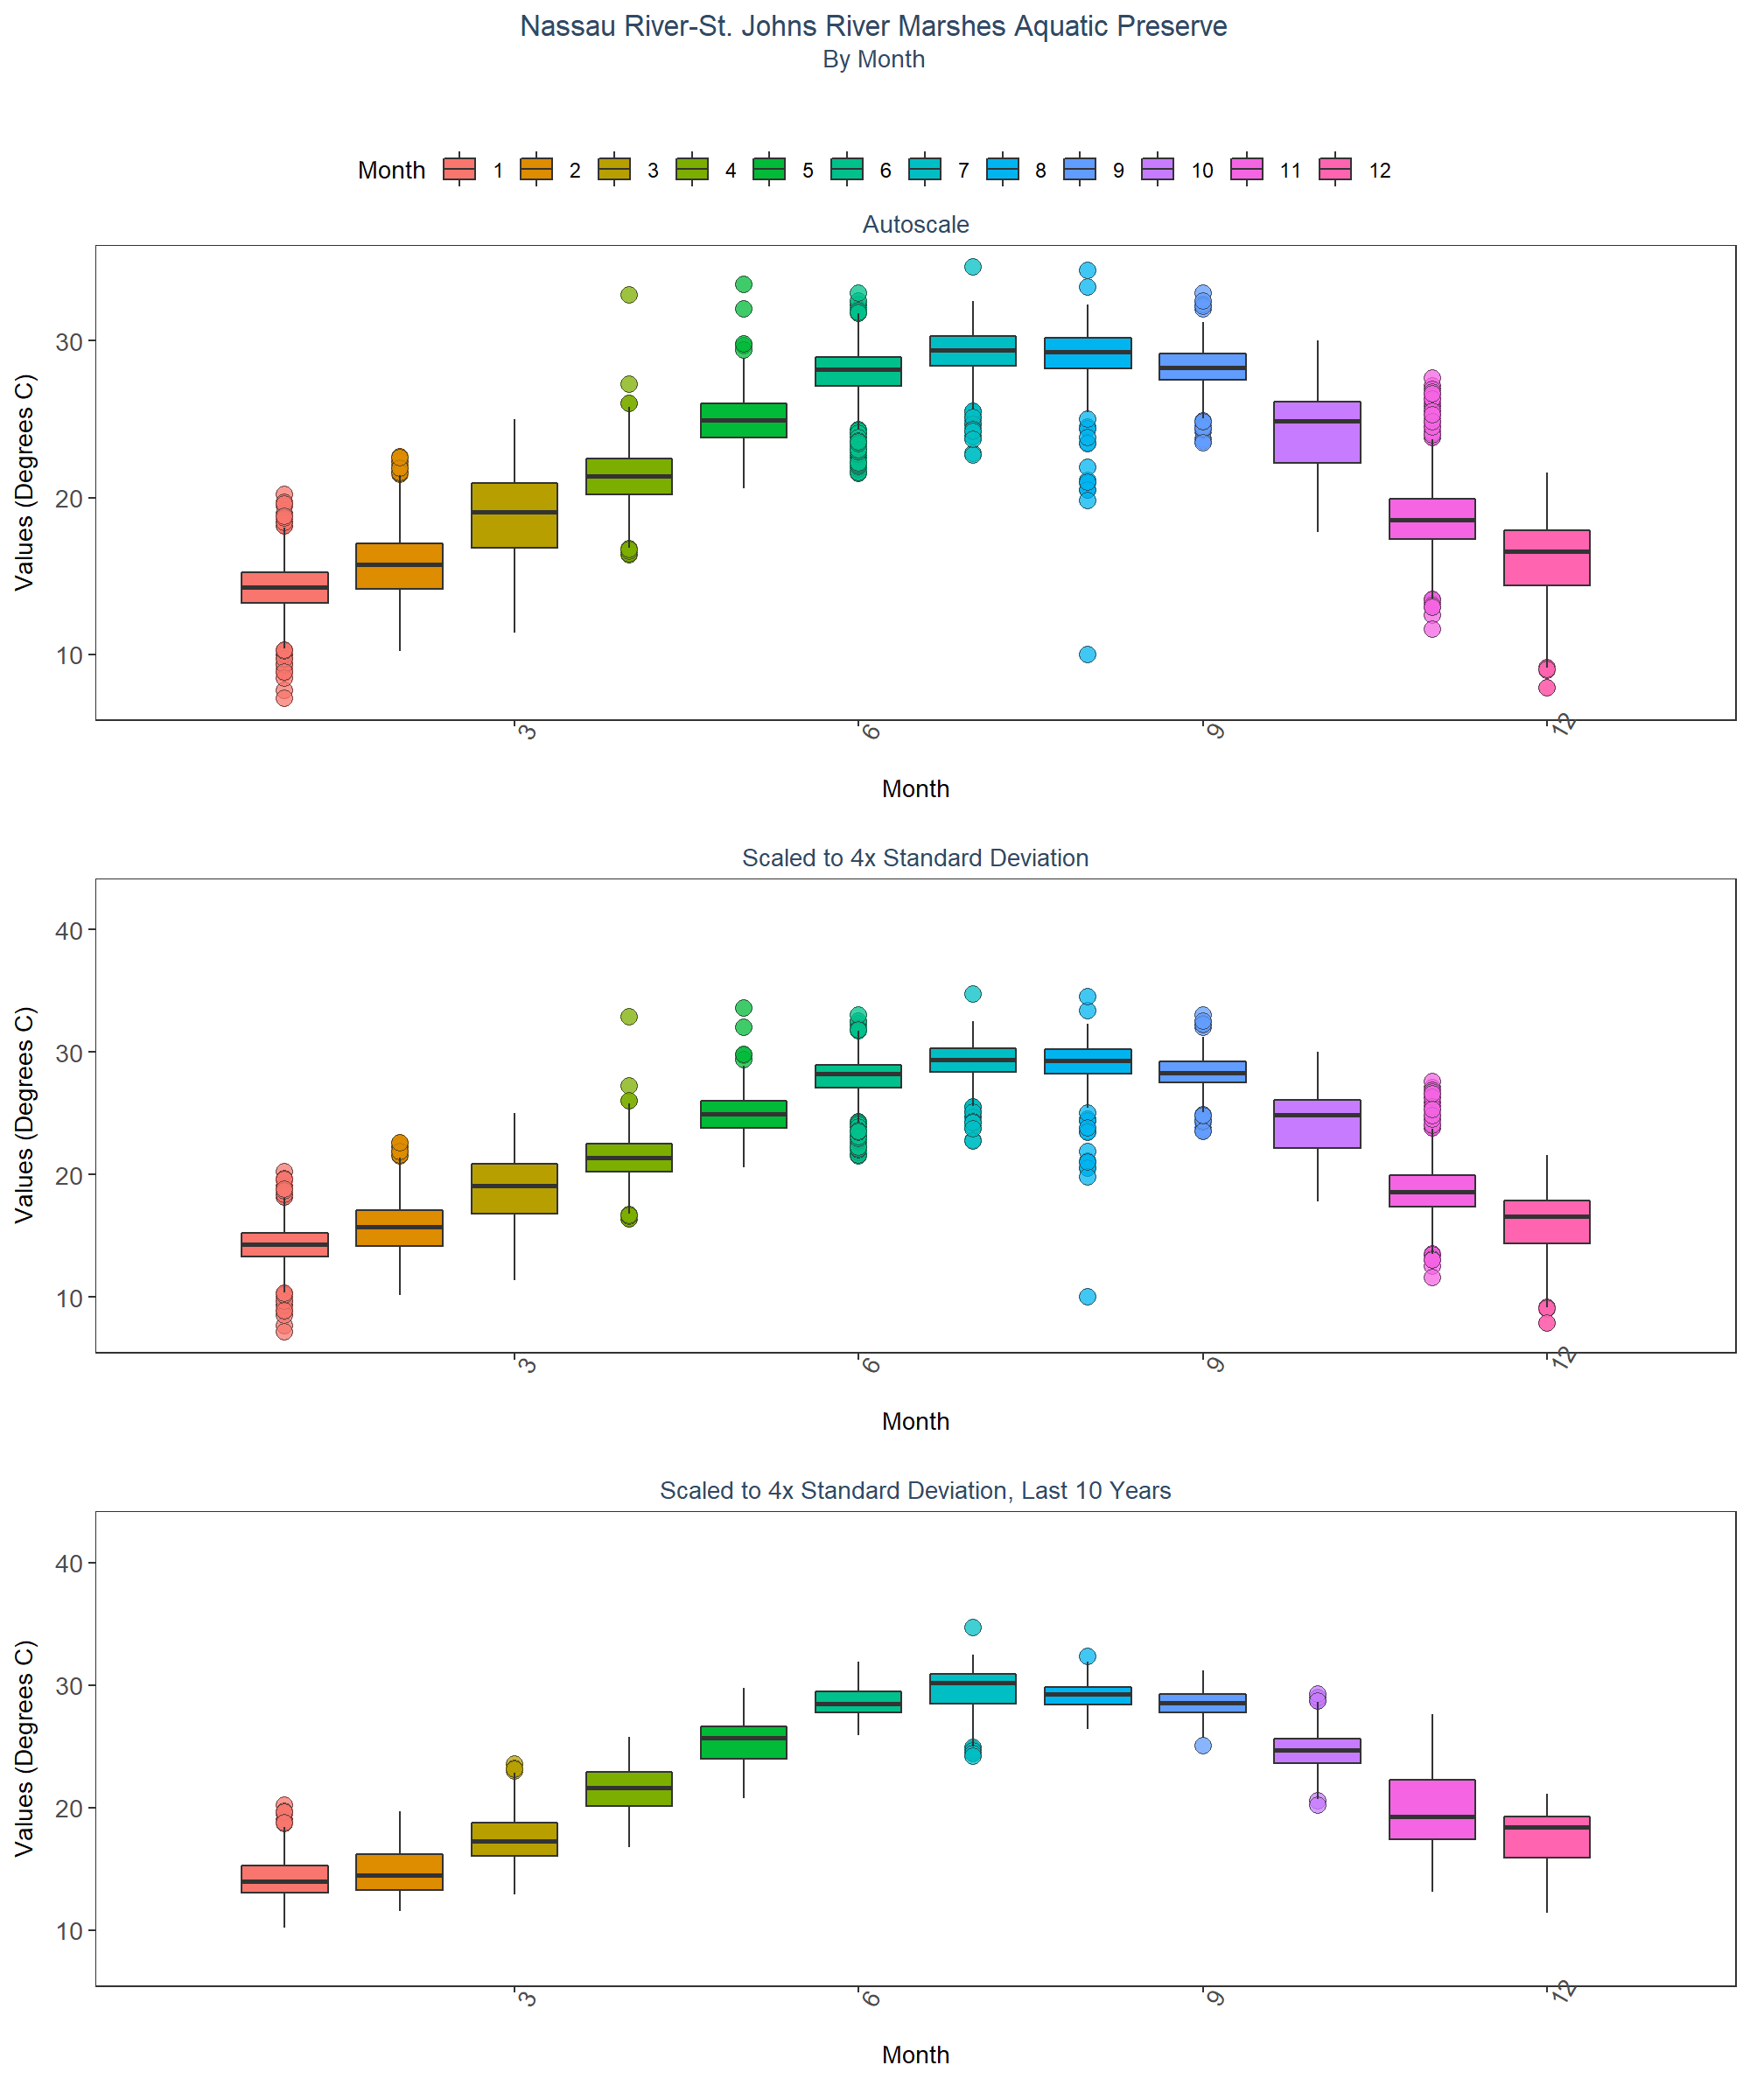 Nassau River-St. Johns River Marshes Aquatic Preserve
By Month
Month 1 2 3 4 5 6 7 8 9 10 11 12
Autoscale
Values (Degrees C)
30
20
10
3 6 9 12
Month
Scaled to 4x Standard Deviation
Values (Degrees C)
40
30
20
10
3 6 9 12
Month
Scaled to 4x Standard Deviation, Last 10 Years
Values (Degrees C)
40
30
20
10
3 6 9 12
Month